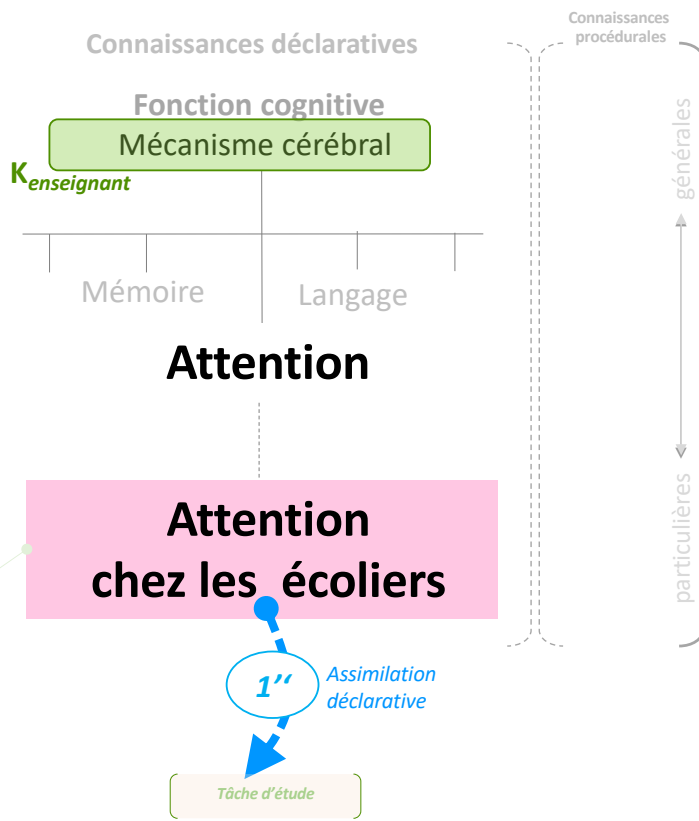 Connaissances
procédurales
Connaissances déclaratives
Fonction cognitive
Mécanisme cérébral
Kenseignant
générales
Mémoire
Langage
Attention
particulières
Attention
chez les écoliers
1’‘
Assimilation
déclarative
Tâche d’étude